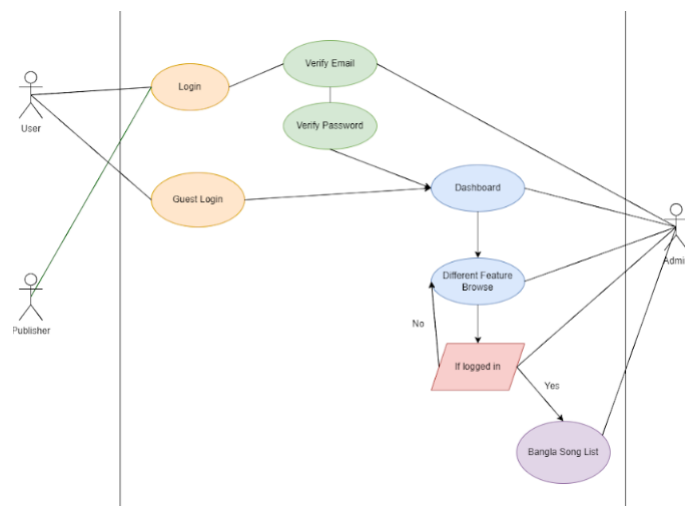 Verify Email
Login
User
Verify Password
Guest Login
Dashboard
Admi
Different Feature
Browse
No
Publisher
If logged in
Yes
Bangla Song List